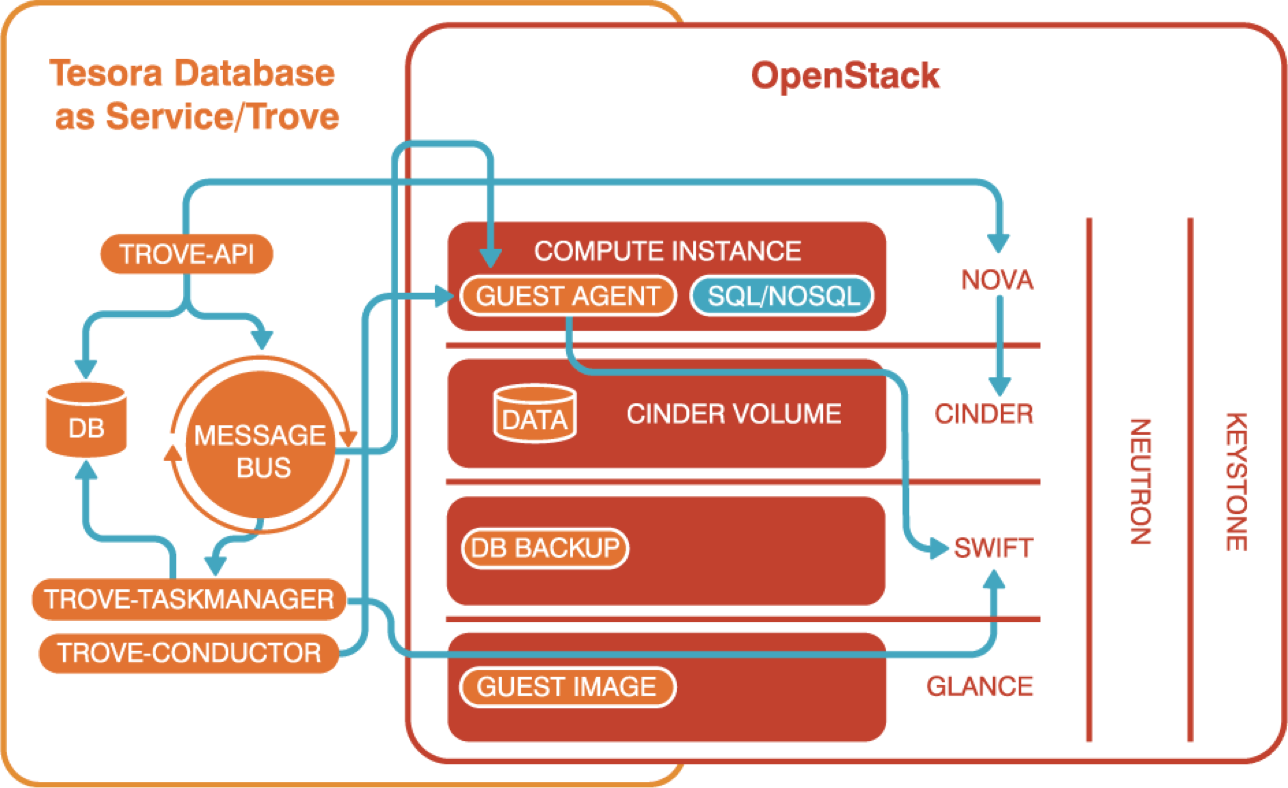 Tesora Database
as Service/Trove
OpenStack
TROVE-API
COMPUTE INSTANCE
GUEST AGENT
SQL/NOSQL
NOVA
DB
MESSAGE
BUS
DATA
CINDER VOLUME
CINDER
NEUTRON
KEYSTONE
DB BACKUP
SWIFT
TROVE-TASKMANAGER
TROVE-CONDUCTOR
GUEST IMAGE
GLANCE